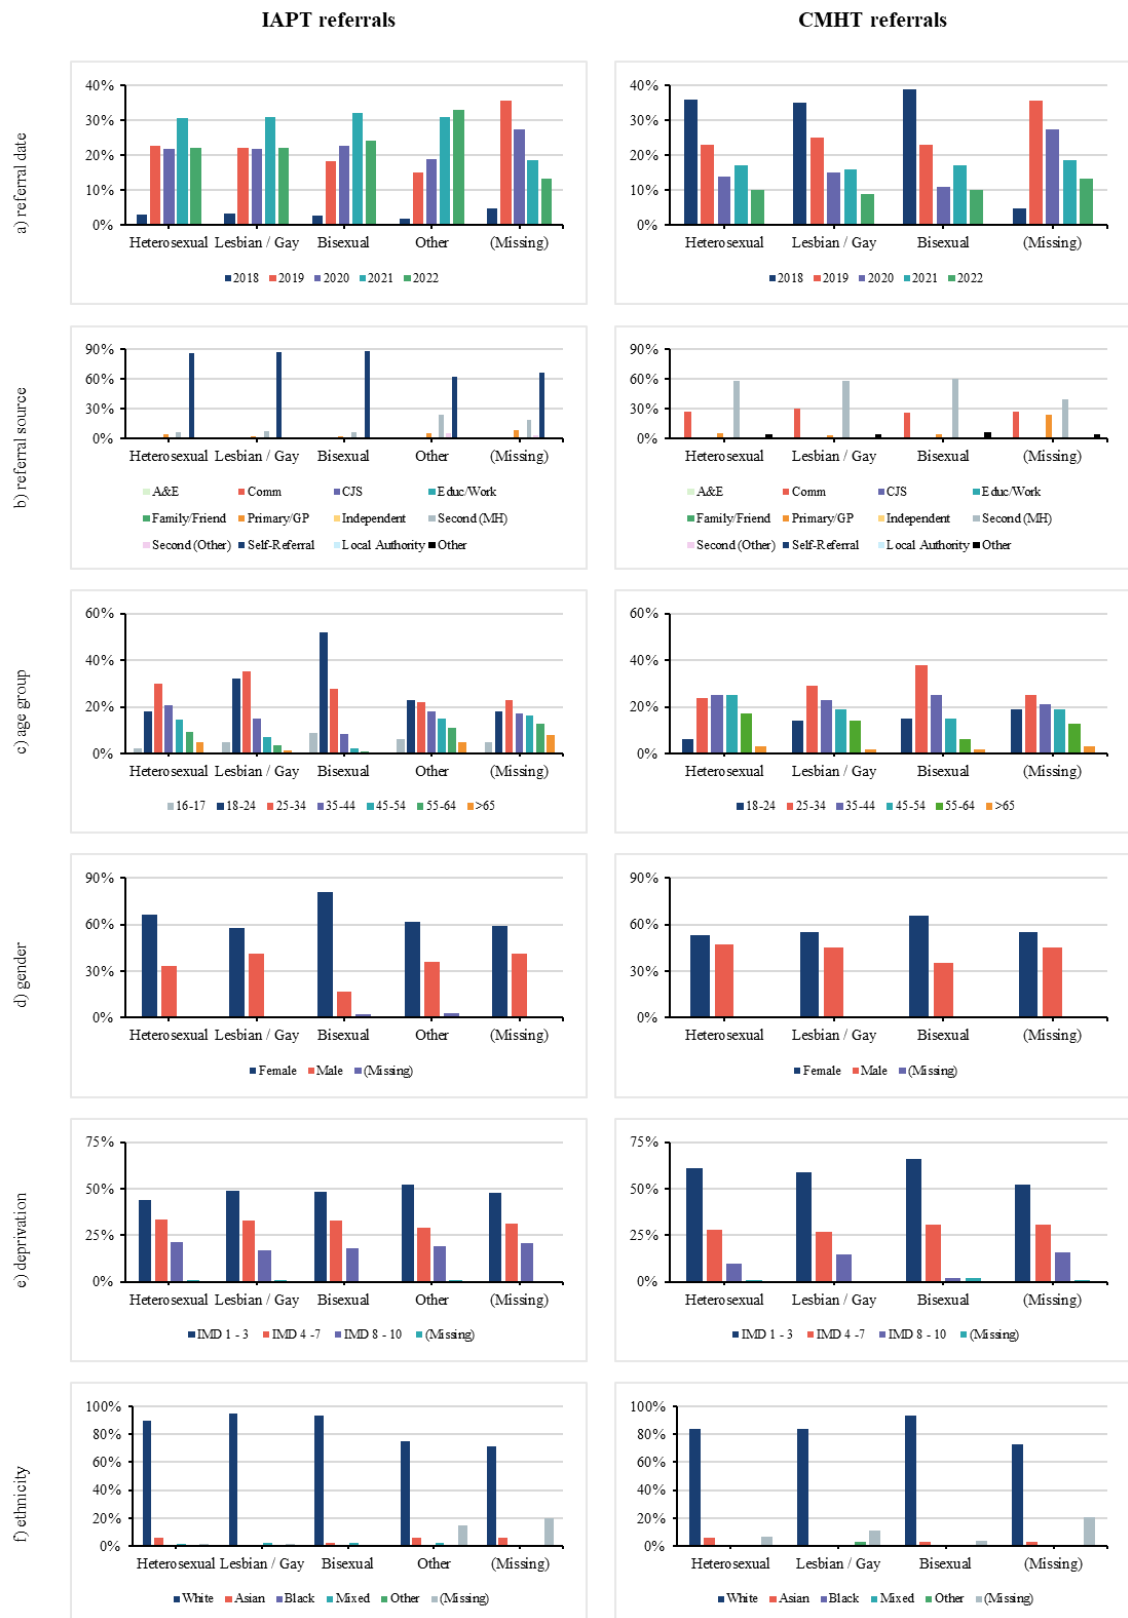 IAPT referrals
CMHT referrals
a) referral date
40%
30%
20%
10%
0%
Heterosexual Lesbian / Gay Bisexual Other (Missing)
2018 2019 2020 2021 2022
40%
30%
20%
10%
0%
Heterosexual Lesbian / Gay Bisexual (Missing)
2018 2019 2020 2021 2022
b) referral source
90%
60%
30%
0%
Heterosexual Lesbian / Gay Bisexual Other (Missing)
A&E Comm CJS Educ/Work
Family/Friend Primary/GP Independent Second (MH)
Second (Other) Self-Referral Local Authority Other
90%
60%
30%
0%
Heterosexual Lesbian / Gay Bisexual (Missing)
A&E Comm CJS Educ/Work
Family/Friend Primary/GP Independent Second (MH)
Second (Other) Self-Referral Local Authority Other
c) age group
60%
40%
20%
0%
Heterosexual Lesbian / Gay Bisexual Other (Missing)
16-17 18-24 25-34 35-44 45-54 55-64 >65
60%
40%
20%
0%
Heterosexual Lesbian / Gay Bisexual (Missing)
18-24 25-34 35-44 45-54 55-64 >65
d) gender
90%
60%
30%
0%
Heterosexual Lesbian / Gay Bisexual Other (Missing)
Female Male (Missing)
90%
60%
30%
0%
Heterosexual Lesbian / Gay Bisexual (Missing)
Female Male (Missing)
e) deprivation
75%
50%
25%
0%
Heterosexual Lesbian / Gay Bisexual Other (Missing)
IMD 1 - 3 IMD 4 -7 IMD 8 - 10 (Missing)
75%
50%
25%
0%
Heterosexual Lesbian / Gay Bisexual (Missing)
IMD 1 - 3 IMD 4 -7 IMD 8 - 10 (Missing)
f) ethnicity
100%
80%
60%
40%
20%
0%
Heterosexual Lesbian / Gay Bisexual Other (Missing)
White Asian Black Mixed Other (Missing)
100%
80%
60%
40%
20%
0%
Heterosexual Lesbian / Gay Bisexual (Missing)
White Asian Black Mixed Other (Missing)